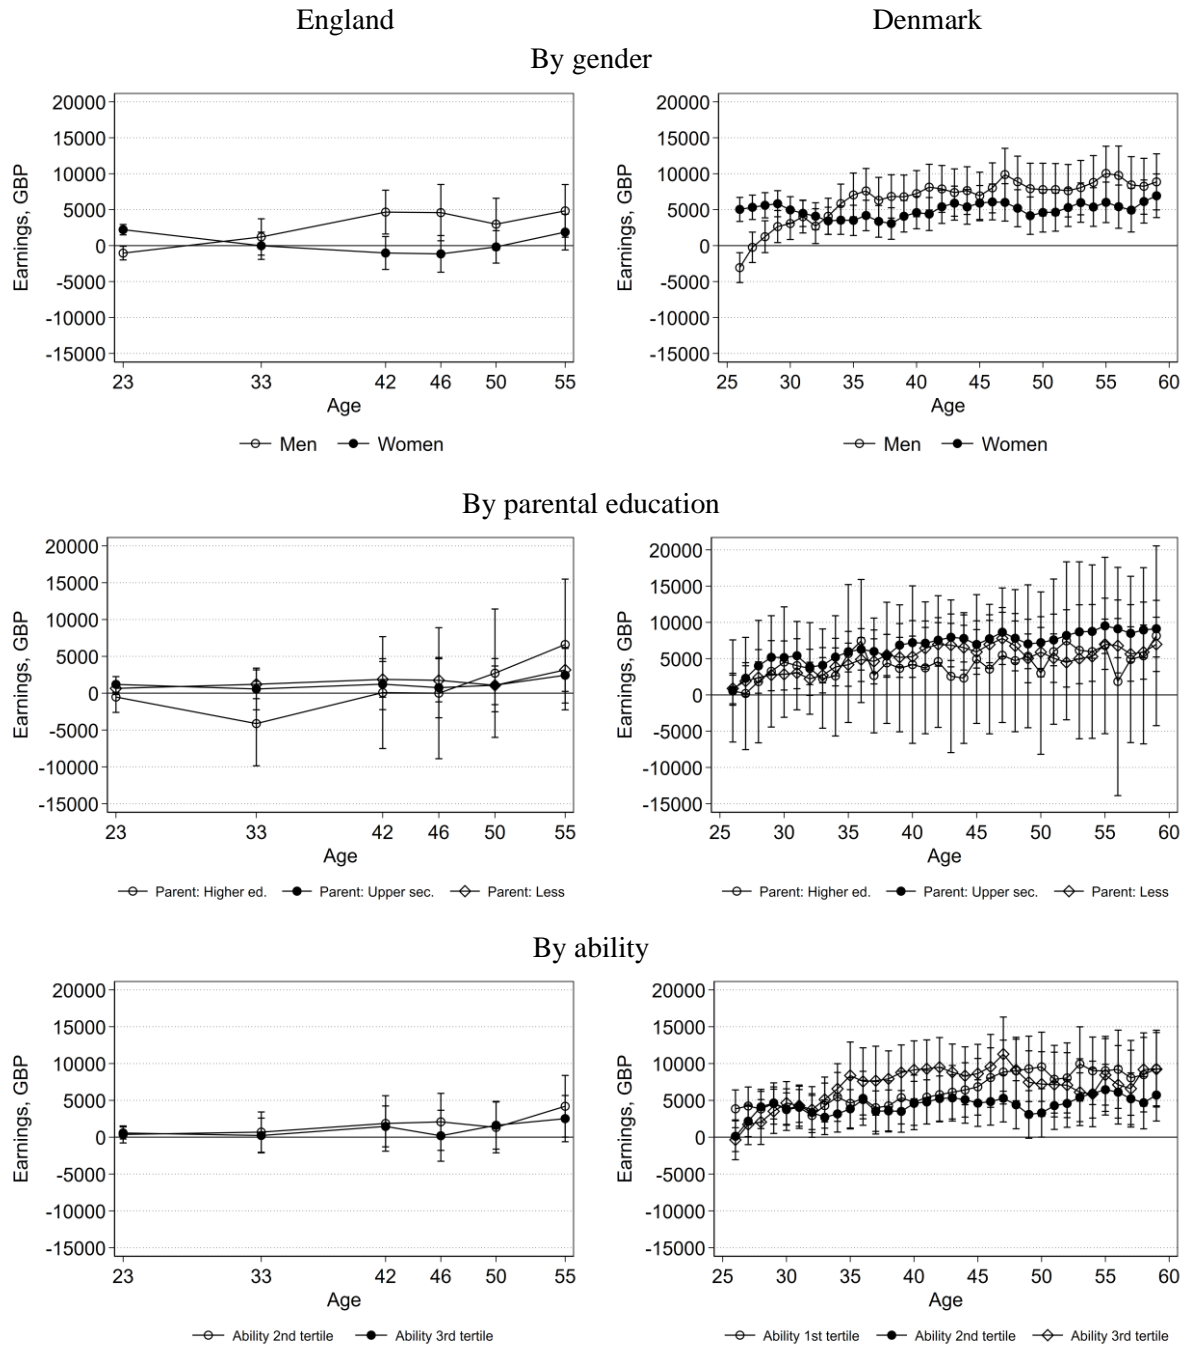 England Denmark
By gender
20000
15000
10000
5000
0
-5000
-10000
-15000
Earnings, GBP
23 33 42 46 50 55
Age
Men Women
20000
15000
10000
5000
0
-5000
-10000
-15000
Earnings, GBP
25 30 35 40 45 50 55 60
Age
Men Women
By parental education
20000
15000
10000
5000
0
-5000
-10000
-15000
Earnings, GBP
23 33 42 46 50 55
Age
Parent: Higher ed. Parent: Upper sec. Parent: Less
20000
15000
10000
5000
0
-5000
-10000
-15000
Earnings, GBP
25 30 35 40 45 50 55 60
Age
Parent: Higher ed. Parent: Upper sec. Parent: Less
By ability
20000
15000
10000
5000
0
-5000
-10000
-15000
Earnings, GBP
23 33 42 46 50 55
Age
Ability 2nd tertile Ability 3rd tertile
20000
15000
10000
5000
0
-5000
-10000
-15000
Earnings, GBP
25 30 35 40 45 50 55 60
Age
Ability 1st tertile Ability 2nd tertile Ability 3rd tertile